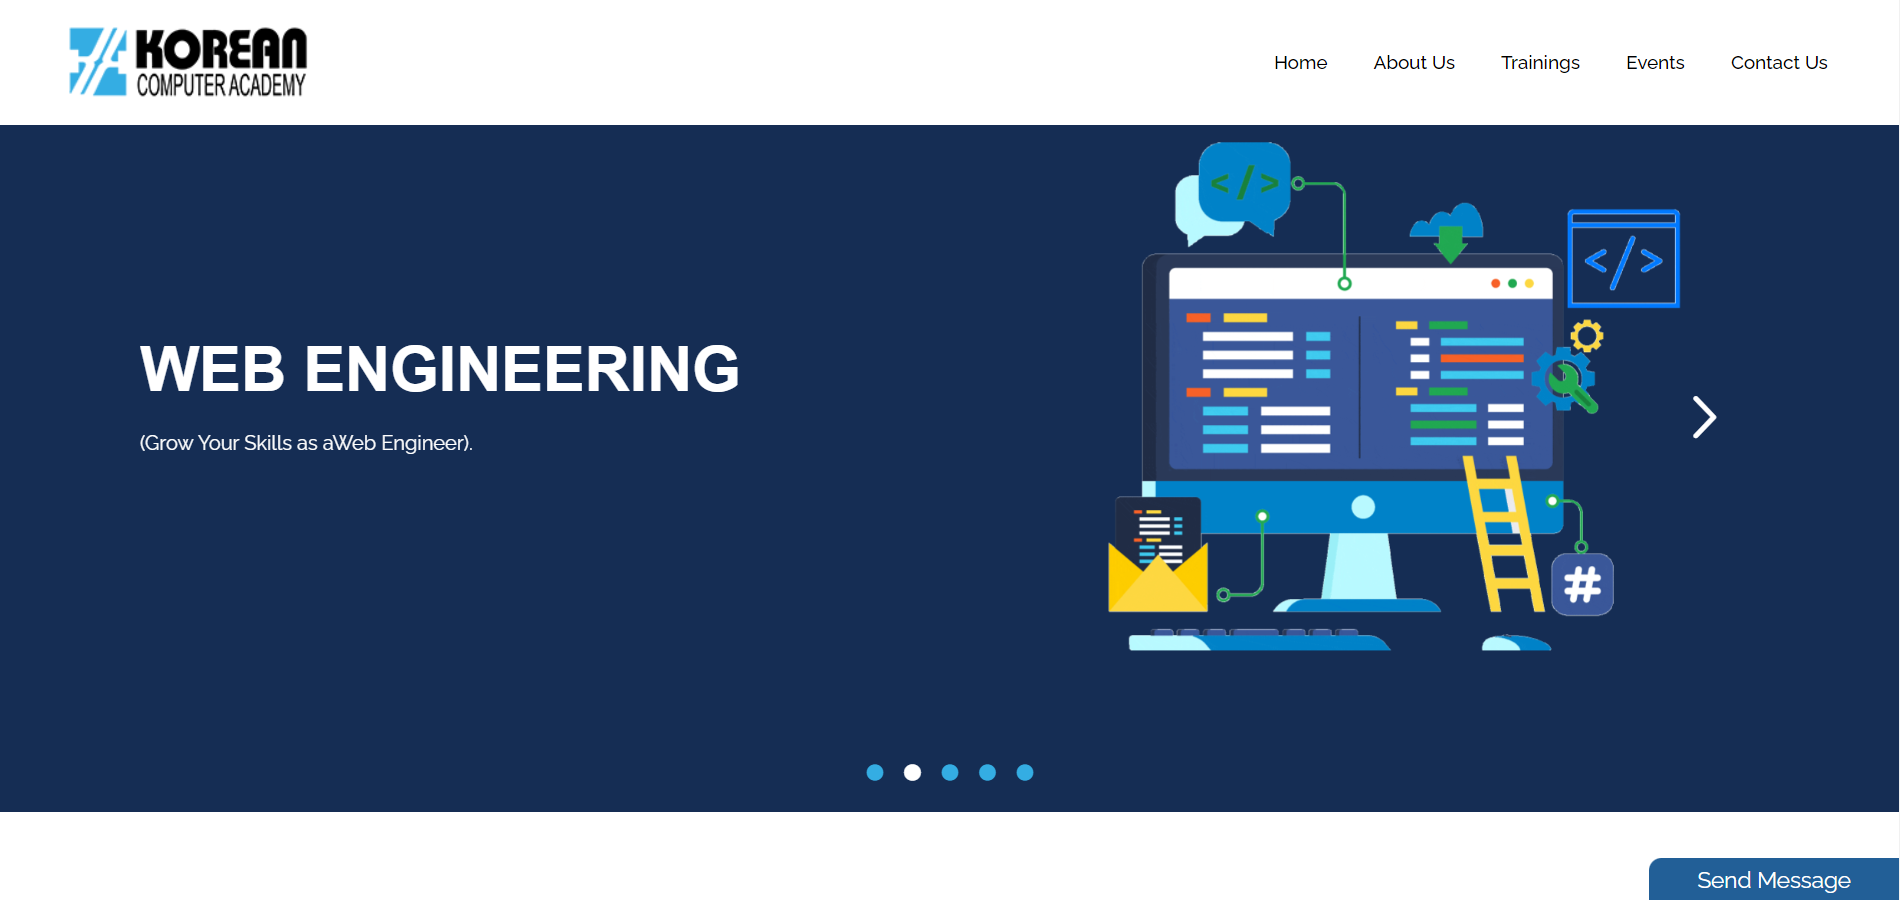 KOREAN
COMPUTER ACADEMY
Home About Us Trainings Events Contact Us
</>
</>
WEB ENGINEERING
(Grow Your Skills as aWeb Engineer).
#
Send Message